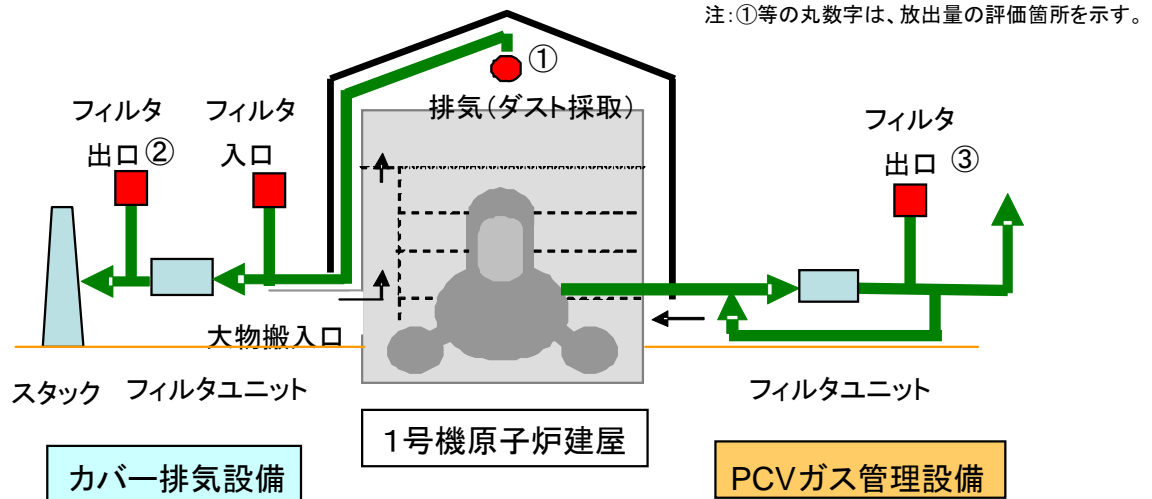 注:①等の丸数字は、放出量の評価箇所を示す。
①
排気(ダスト採取)
フィルタ
出口②
フィルタ
入口
フィルタ
出口 ③
大物搬入口
スタック
フィルタユニット
フィルタユニット
1号機原子炉建屋
カバー排気設備
PCVガス管理設備